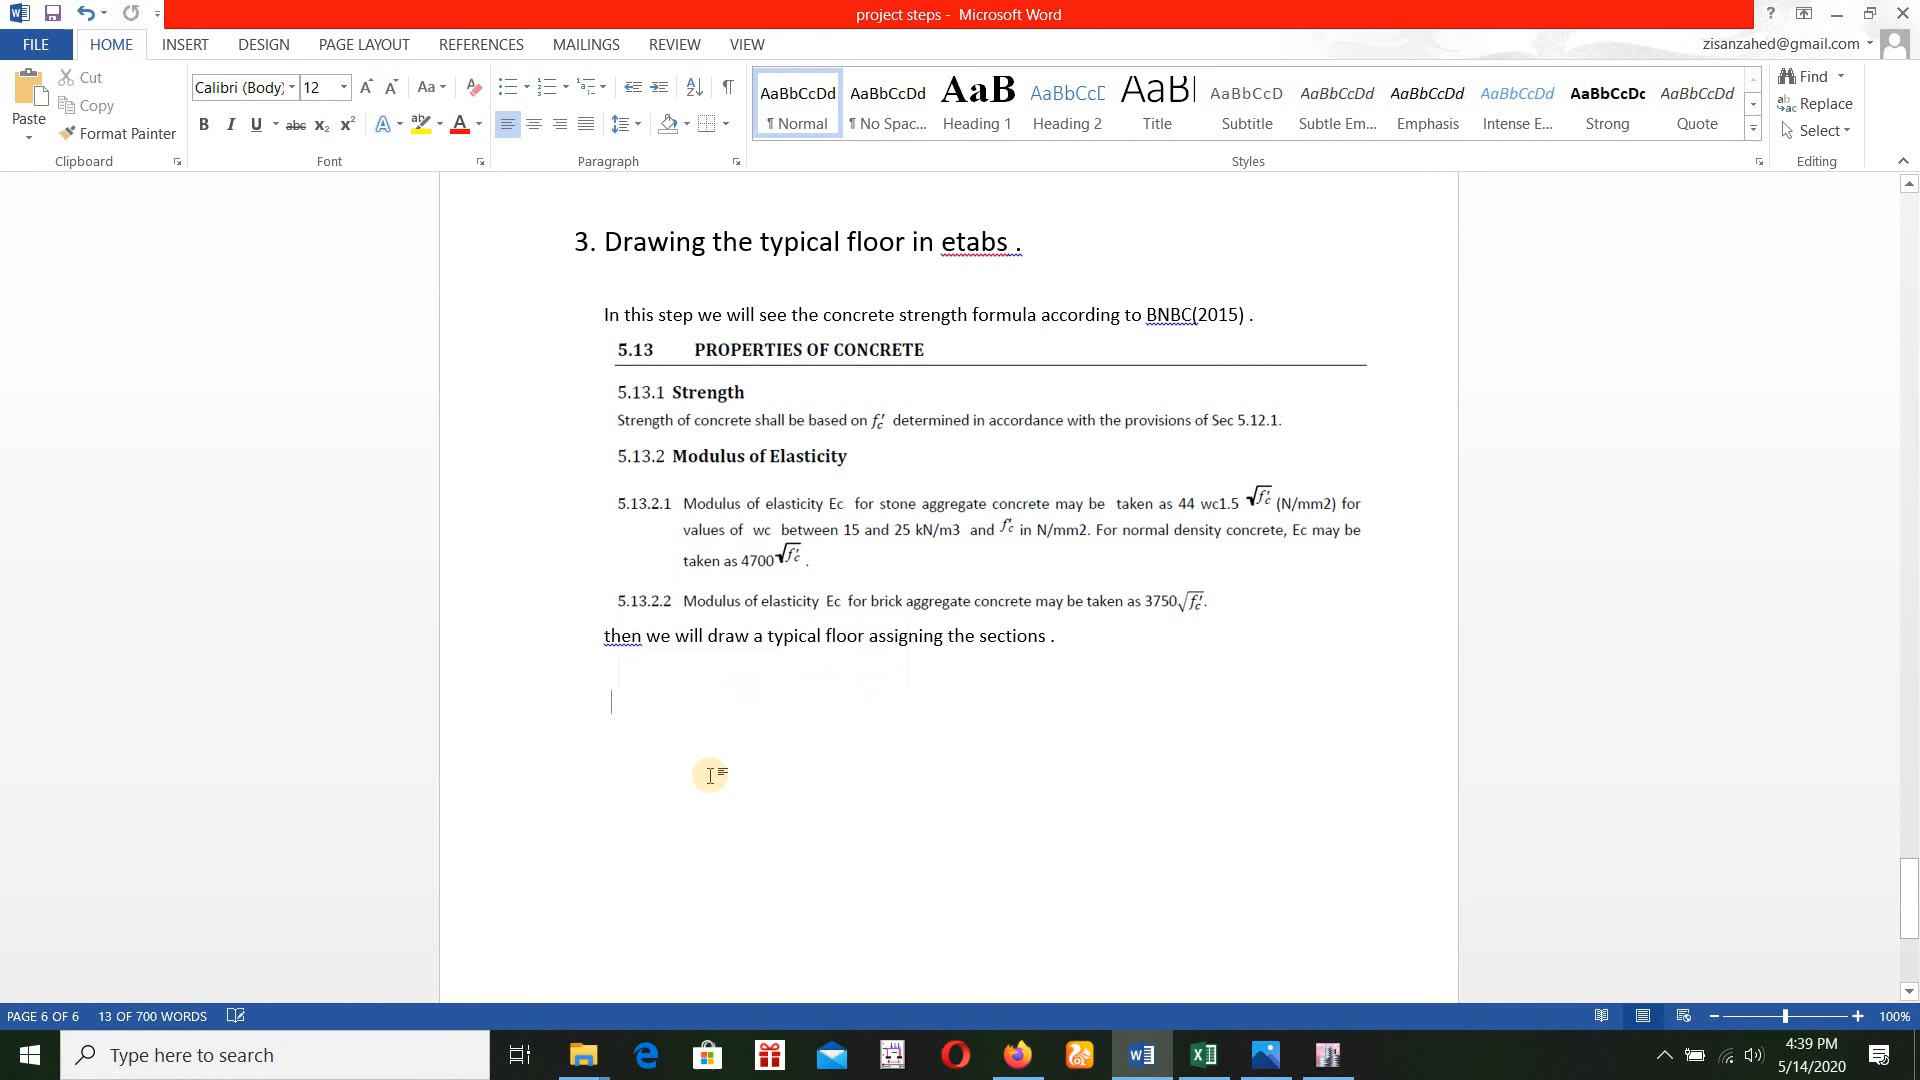 project steps - Microsoft Word
?
FILE HOME INSERT DESIGN PAGE LAYOUT REFERENCES MAILINGS REVIEW VIEW
zisanzahed@gmail.com
Paste
Cut
Copy
Format Painter
Clipboard
Calibri (Body) 12
Font
Paragraph
AaBbCcDd AaBbCcDd AaB AaBbCcD AaBl AaBbCcD AaBbCcDd AaBbCcDd AaBbCcDd AaBbCcDc AaBbCcDd
¶ Normal ¶ No Spac... Heading 1 Heading 2 Title Subtitle Subtle Em... Emphasis Intense E... Strong Quote
Styles
Find
Replace
Select
Editing
3. Drawing the typical floor in etabs .
In this step we will see the concrete strength formula according to BNBC(2015) .
5.13 PROPERTIES OF CONCRETE
5.13.1 Strength
Strength of concrete shall be based on f′c determined in accordance with the provisions of Sec 5.12.1.
5.13.2 Modulus of Elasticity
5.13.2.1 Modulus of elasticity Ec for stone aggregate concrete may be taken as 44 wc1.5 √f′c (N/mm2) for
values of wc between 15 and 25 kN/m3 and f′c in N/mm2. For normal density concrete, Ec may be
taken as 4700√f′c .
5.13.2.2 Modulus of elasticity Ec for brick aggregate concrete may be taken as 3750√f′c.
then we will draw a typical floor assigning the sections .
PAGE 6 OF 6 13 OF 700 WORDS
100%
Type here to search
4:39 PM
5/14/2020